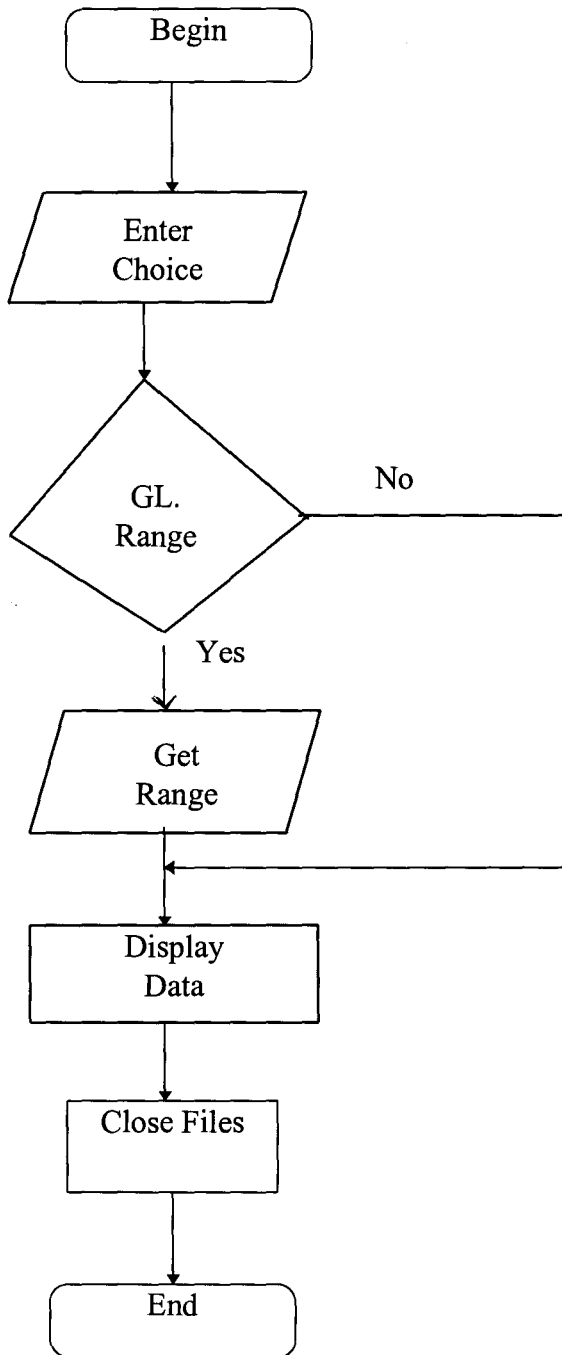 Begin
Enter
Choice
GL.
Range
No
Yes
Get
Range
Display
Data
Close Files
End